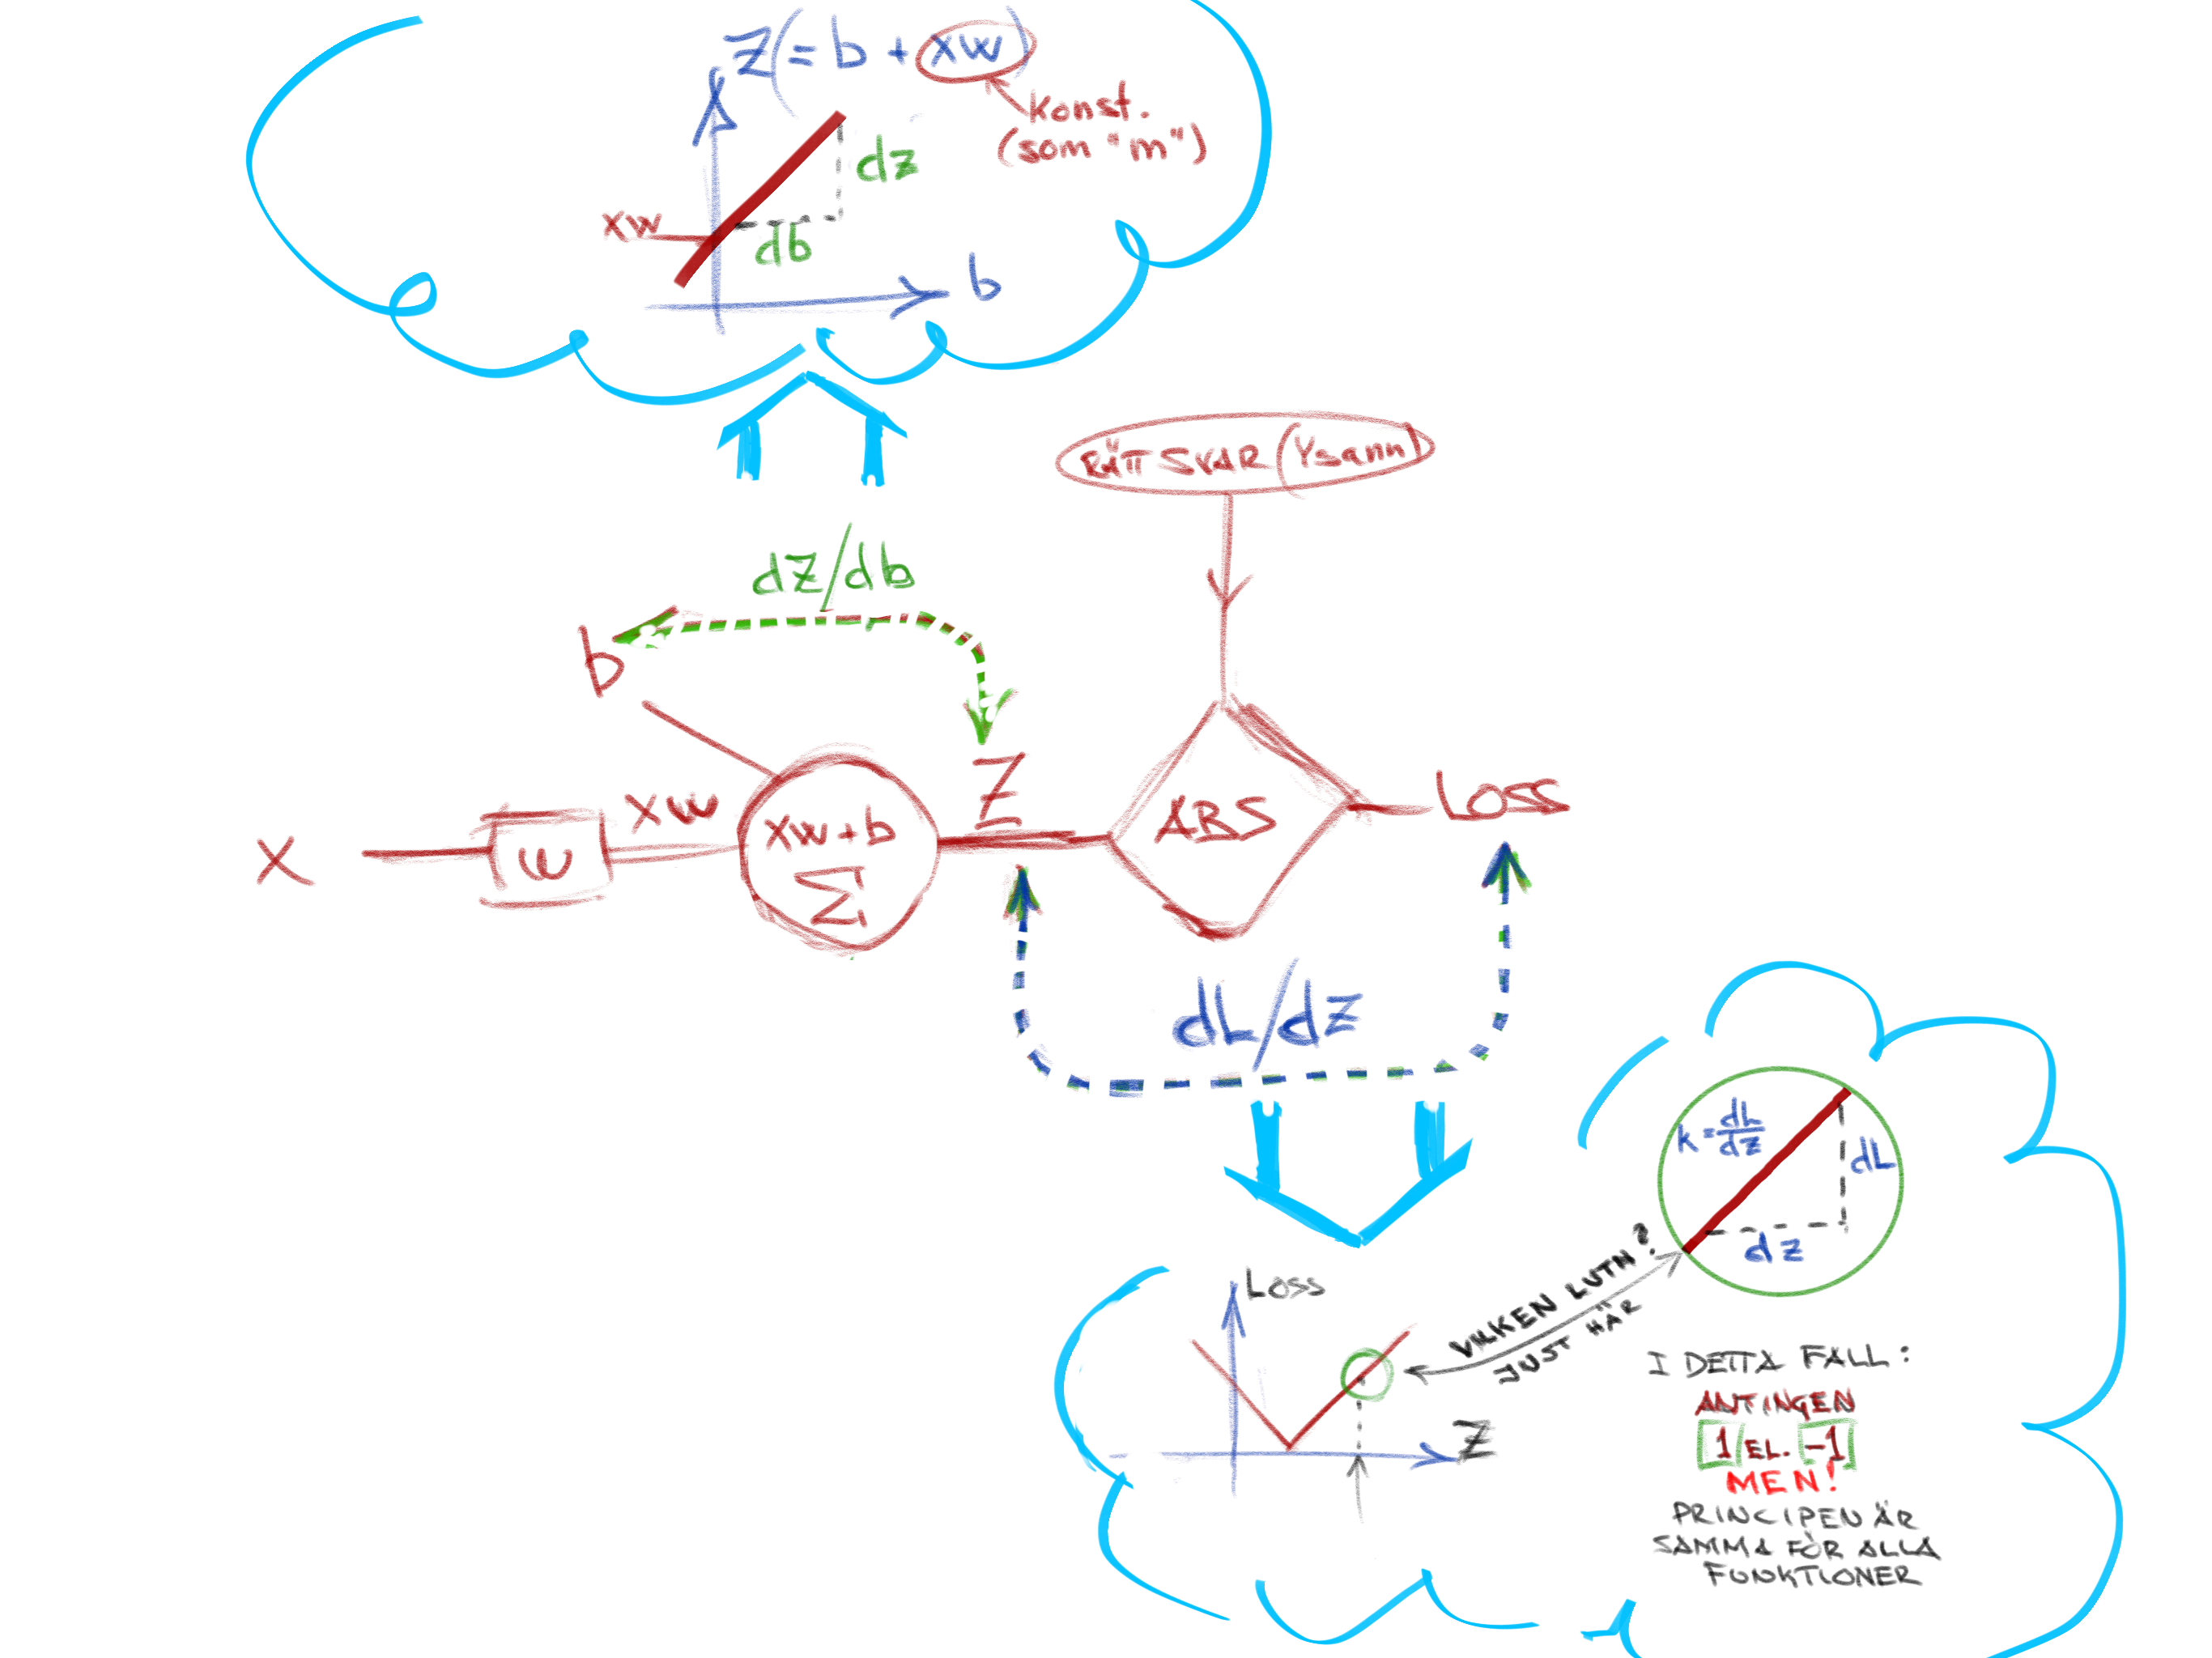 Z(= b + xw)
konst.
(som "m")
dz
xw
db
b
RÄTT SVAR (Ysann)
dz/db
b
Z
x
w
xw
xw+b
Σ
ABS
Loss
dL/dz
k = dL/dz
dL
dz
VILKEN LUTN?
JUST HÄR
Loss
Z
I DETTA FALL:
ANTINGEN
1 EL. -1
MEN!
PRINCIPEN ÄR
SAMMA FÖR ALLA
FUNKTIONER